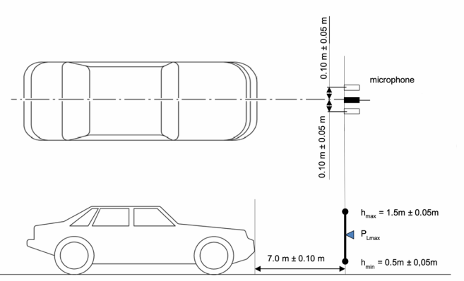 0.10 m ± 0.05 m
microphone
0.10 m ± 0.05 m
hmax = 1.5m ± 0.05m
PLmax
7.0 m ± 0.10 m
hmin = 0.5m ± 0,05m